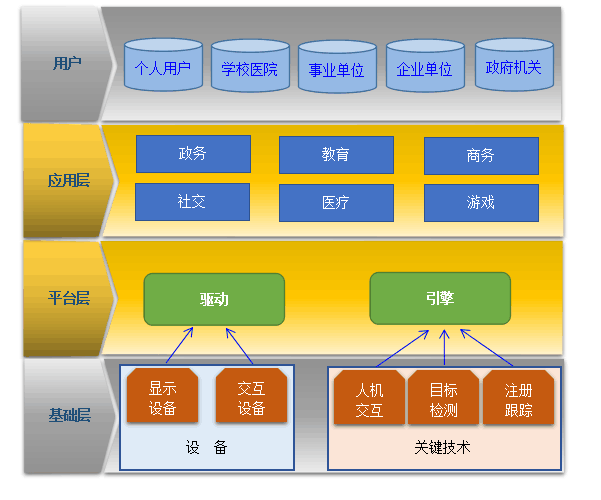 用户
个人用户
学校医院
事业单位
企业单位
政府机关
应用层
政务
教育
商务
社交
医疗
游戏
平台层
驱动
引擎
基础层
显示
设备
交互
设备
人机
交互
目标
检测
注册
跟踪
设 备
关键技术